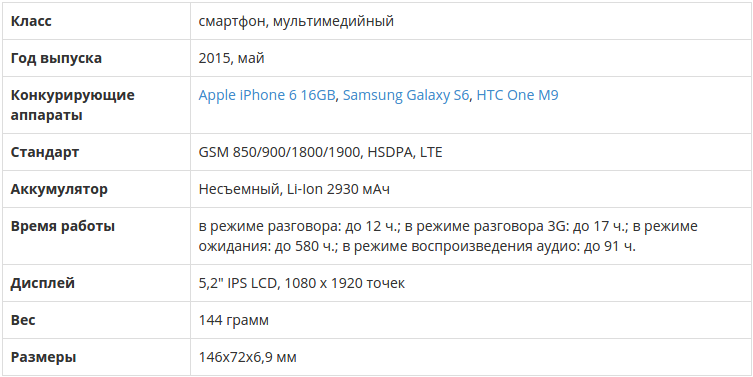 Класс смартфон, мультимедийный
Год выпуска 2015, май
Конкурирующие Apple iPhone 6 16GB, Samsung Galaxy S6, HTC One M9
аппараты
Стандарт GSM 850/900/1800/1900, HSDPA, LTE
Аккумулятор Несъемный, Li-Ion 2930 мАч
Время работы в режиме разговора: до 12 ч.; в режиме разговора 3G: до 17 ч.; в режиме
ожидания: до 580 ч.; в режиме воспроизведения аудио: до 91 ч.
Дисплей 5,2" IPS LCD, 1080 x 1920 точек
Вес 144 грамм
Размеры 146x72x6,9 мм